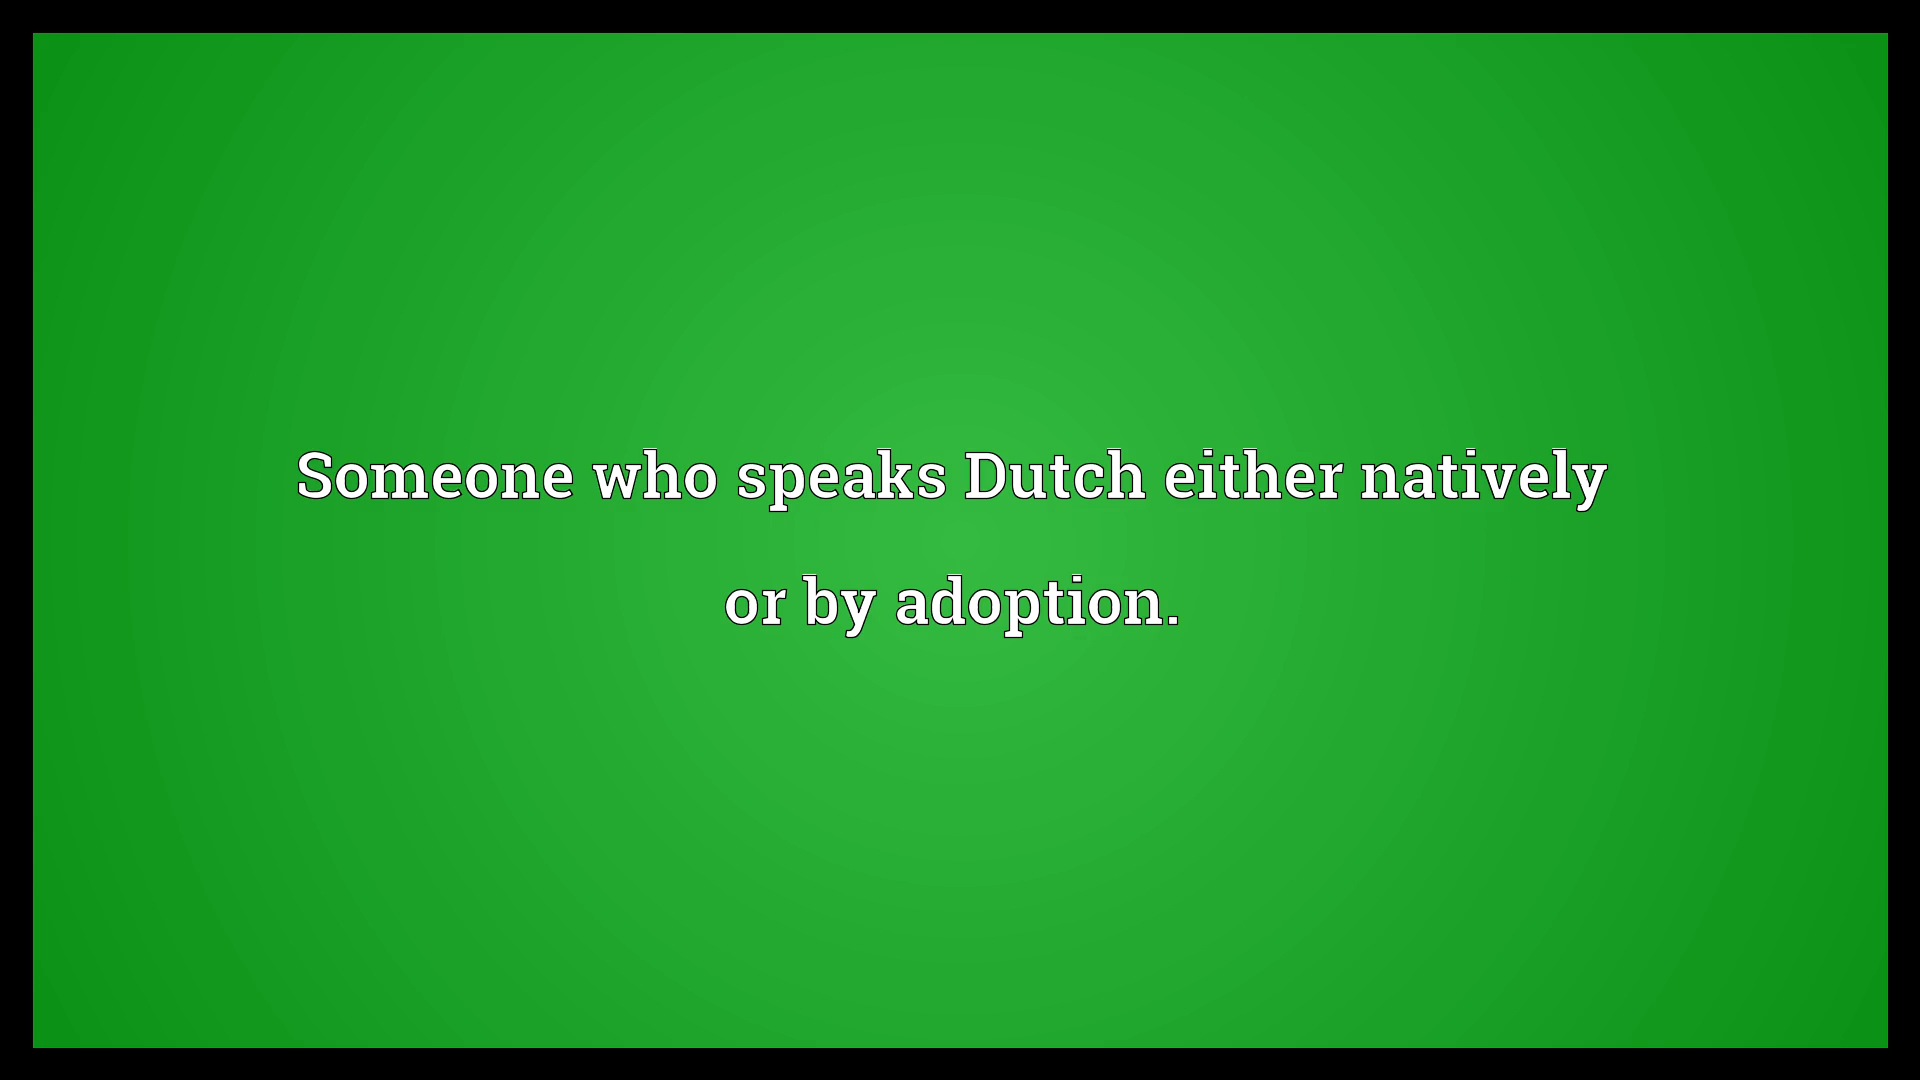 Someone who speaks Dutch either natively
or by adoption.